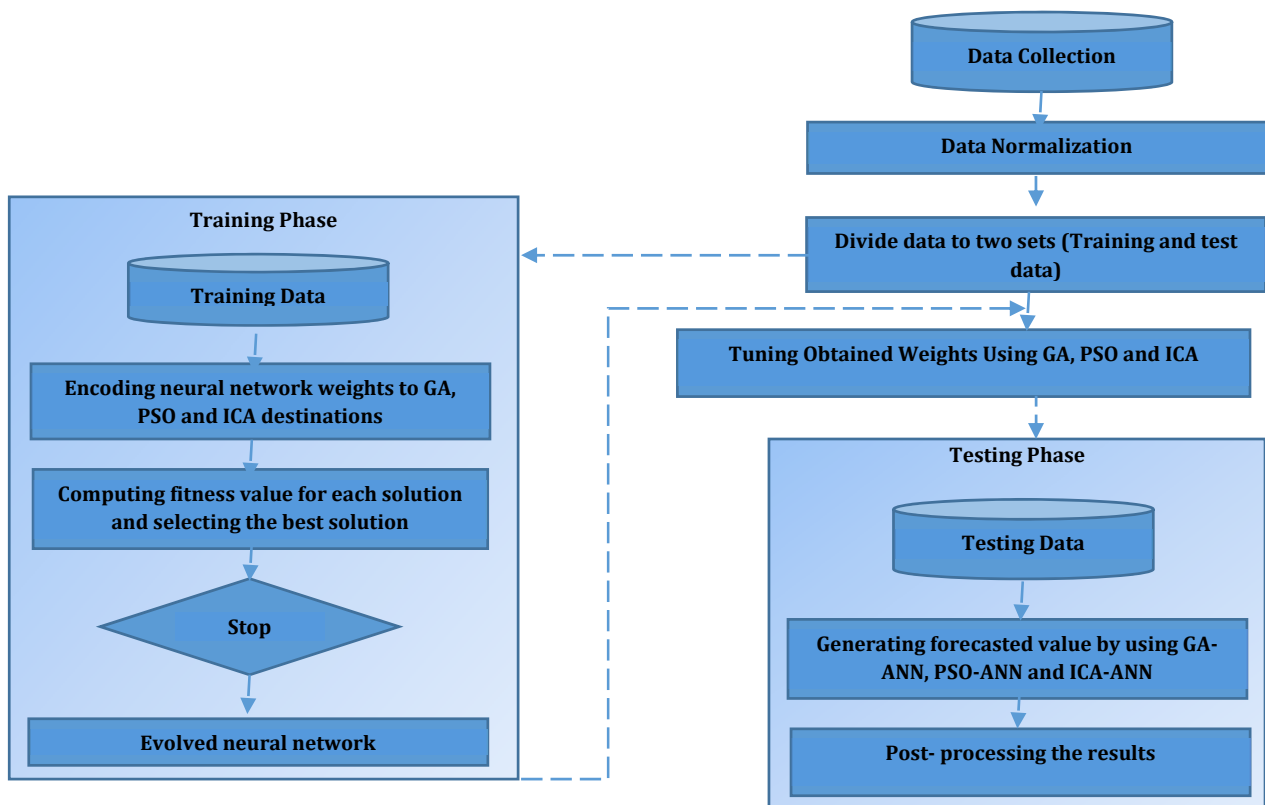 Data Collection
Data Normalization
Divide data to two sets (Training and test
data)
Training Phase
Training Data
Encoding neural network weights to GA,
PSO and ICA destinations
Computing fitness value for each solution
and selecting the best solution
Stop
Evolved neural network
Tuning Obtained Weights Using GA, PSO and ICA
Testing Phase
Testing Data
Generating forecasted value by using GA-
ANN, PSO-ANN and ICA-ANN
Post- processing the results